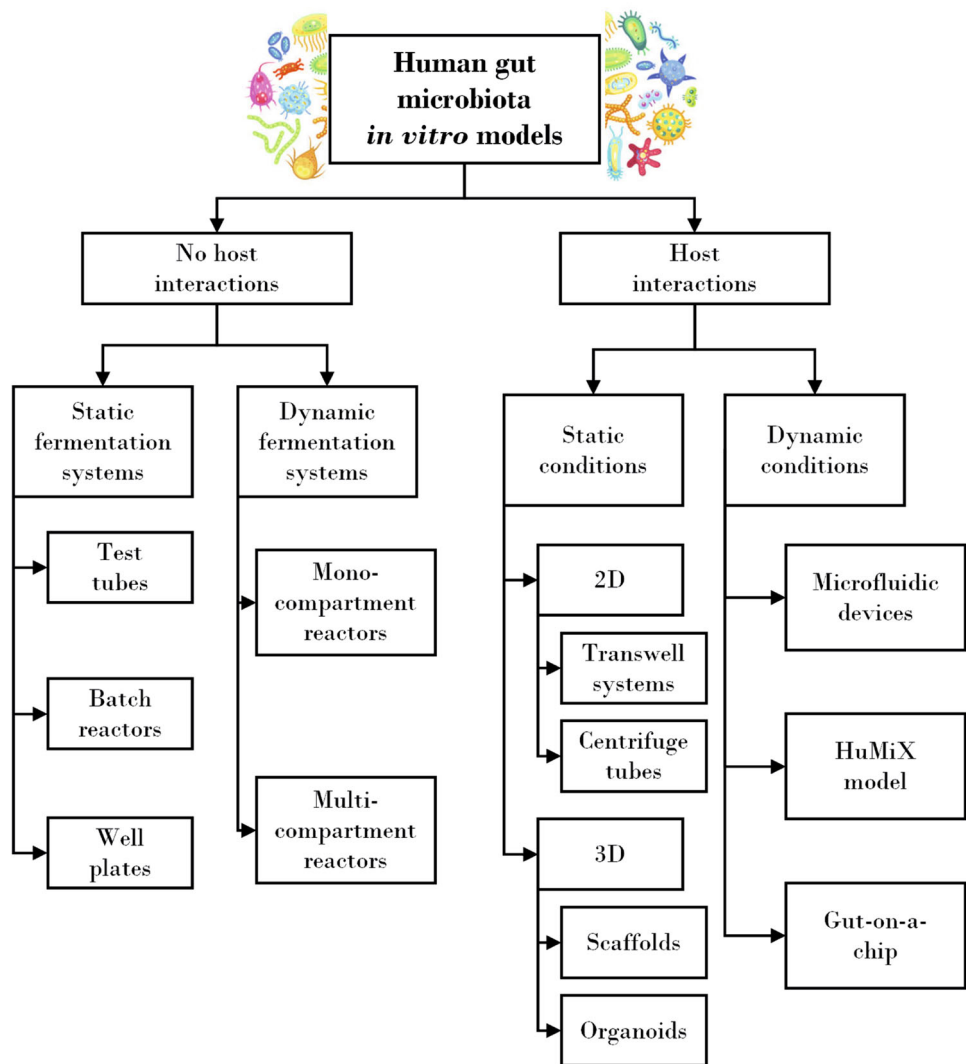 Human gut
microbiota
in vitro models
No host
interactions
Host
interactions
Static
fermentation
systems
Dynamic
fermentation
systems
Static
conditions
Dynamic
conditions
Test
tubes
Batch
reactors
Well
plates
Mono-
compartment
reactors
Multi-
compartment
reactors
2D
Transwell
systems
Centrifuge
tubes
3D
Scaffolds
Organoids
Microfluidic
devices
HuMiX
model
Gut-on-a-
chip